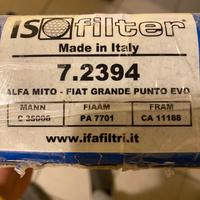 ISOfilter
Made in Italy
7.2394
ALFA MITO - FIAT GRANDE PUNTO EVO
MANN FIAAM FRAM
C 35006 PA 7701 CA 11188
www.ifafiltri.it